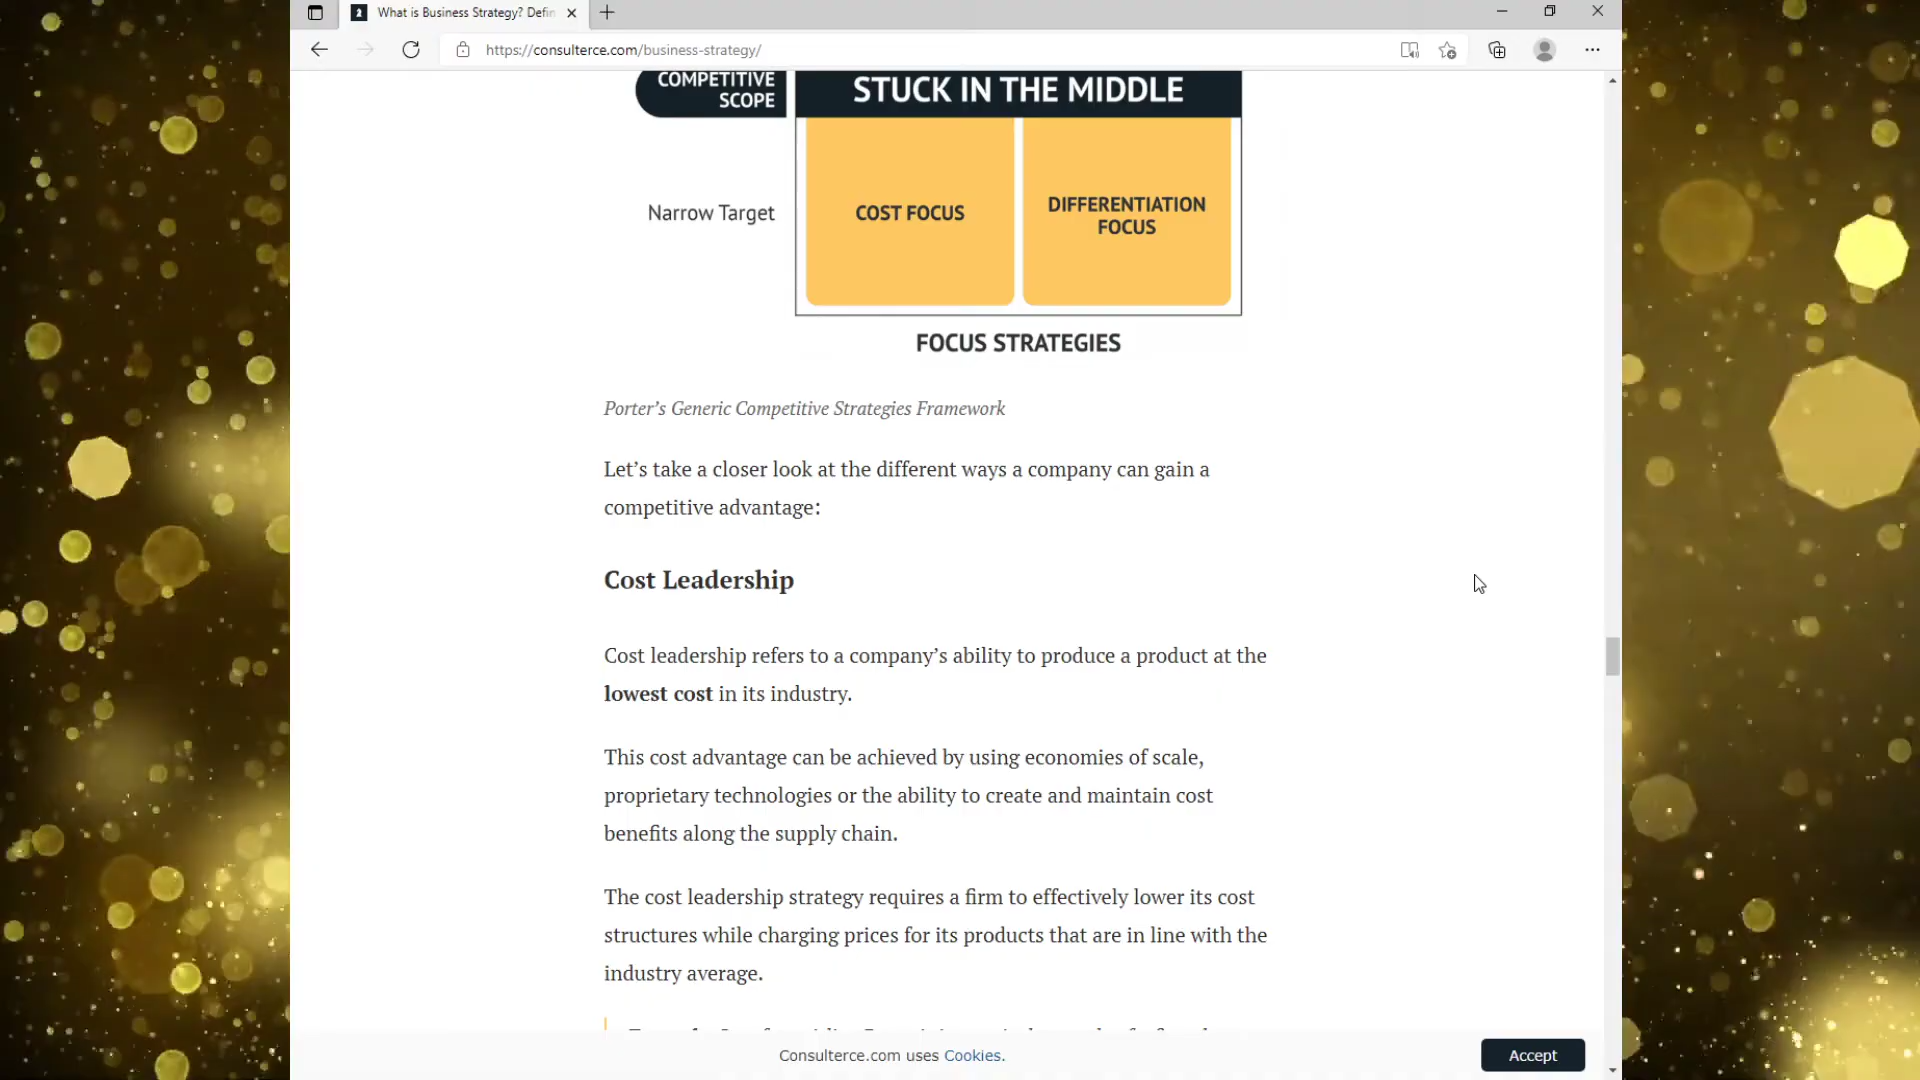 What is Business Strategy? Defin
https://consulterce.com/business-strategy/
COMPETITIVE
SCOPE
STUCK IN THE MIDDLE
Narrow Target
COST FOCUS
DIFFERENTIATION
FOCUS
FOCUS STRATEGIES
Porter’s Generic Competitive Strategies Framework
Let’s take a closer look at the different ways a company can gain a
competitive advantage:
Cost Leadership
Cost leadership refers to a company’s ability to produce a product at the
lowest cost in its industry.
This cost advantage can be achieved by using economies of scale,
proprietary technologies or the ability to create and maintain cost
benefits along the supply chain.
The cost leadership strategy requires a firm to effectively lower its cost
structures while charging prices for its products that are in line with the
industry average.
Consulterce.com uses Cookies.
Accept